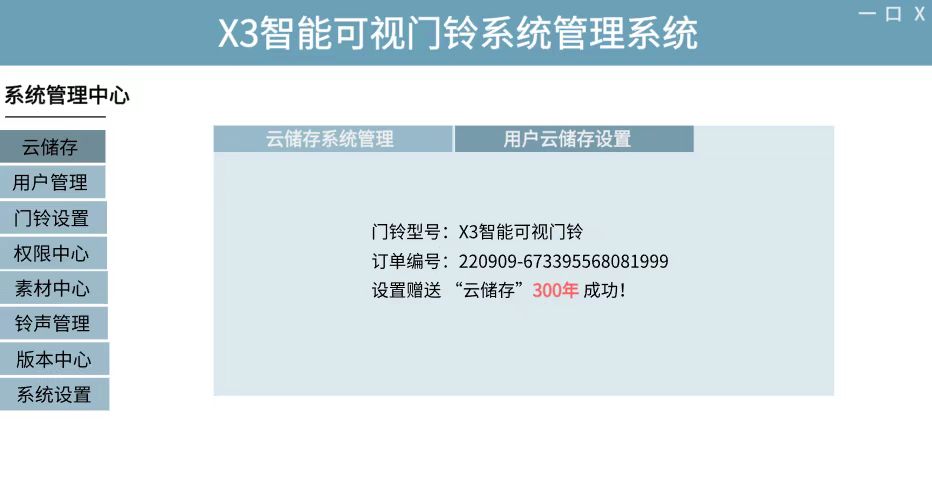 X3智能可视门铃系统管理系统
一 口 X
系统管理中心
云储存
用户管理
门铃设置
权限中心
素材中心
铃声管理
版本中心
系统设置
云储存系统管理 用户云储存设置
门铃型号：X3智能可视门铃
订单编号：220909-673395568081999
设置赠送 “云储存”300年 成功！